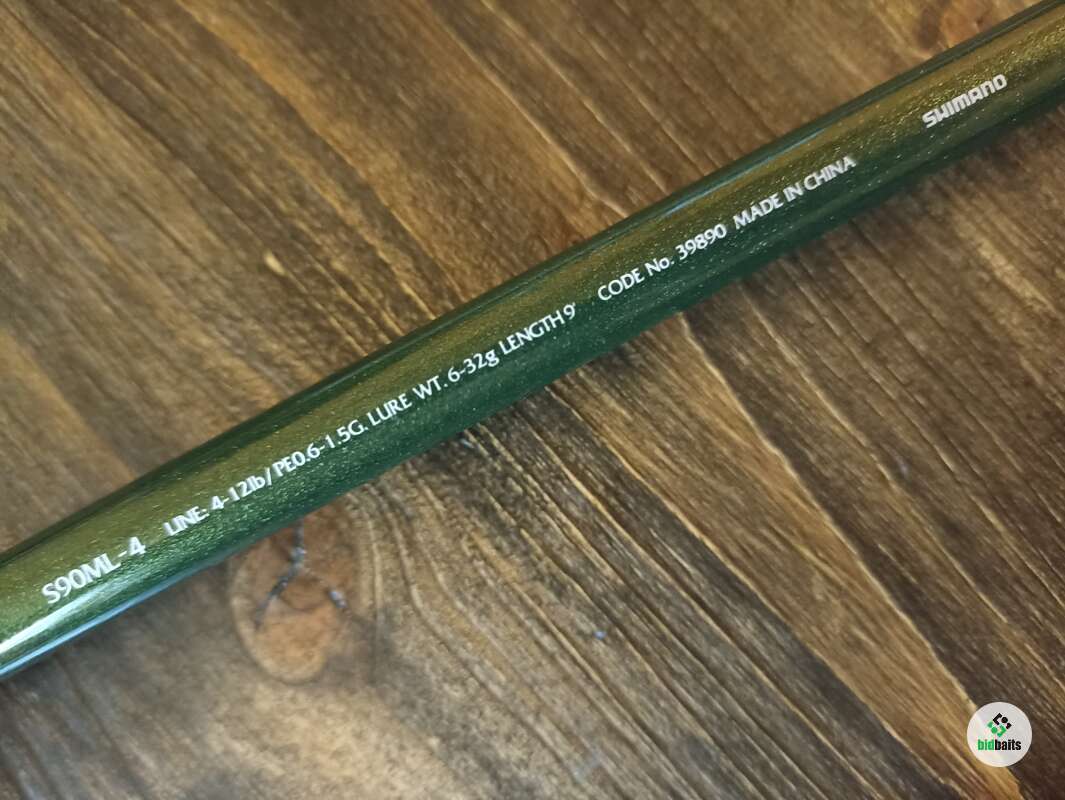 S90ML-4 LINE: 4-12lb/PE0.6-1.5G. LURE WT. 6-32g LENGTH 9' CODE No. 39890 MADE IN CHINA SHIMANO
bidbaits